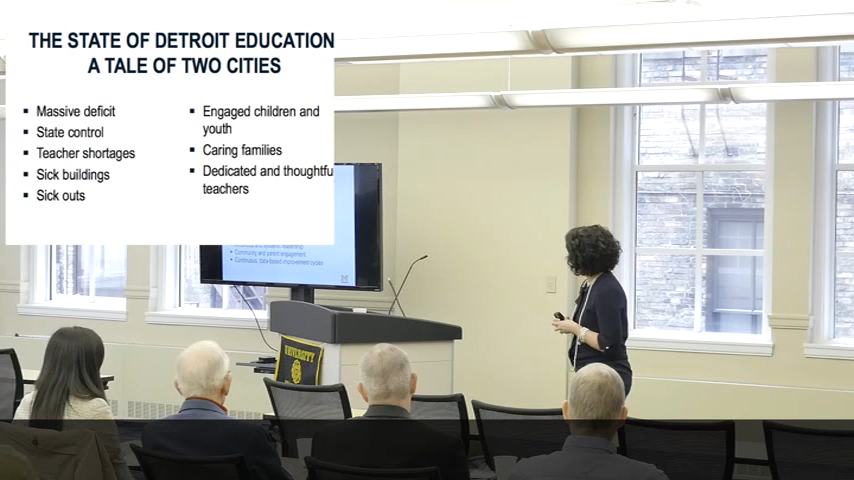 THE STATE OF DETROIT EDUCATION
A TALE OF TWO CITIES
▪ Massive deficit
▪ State control
▪ Teacher shortages
▪ Sick buildings
▪ Sick outs
▪ Engaged children and
youth
▪ Caring families
▪ Dedicated and thoughtfu
teachers
Community and parent engagement
Continuous, data-based improvement cycles
UNIVERSITY